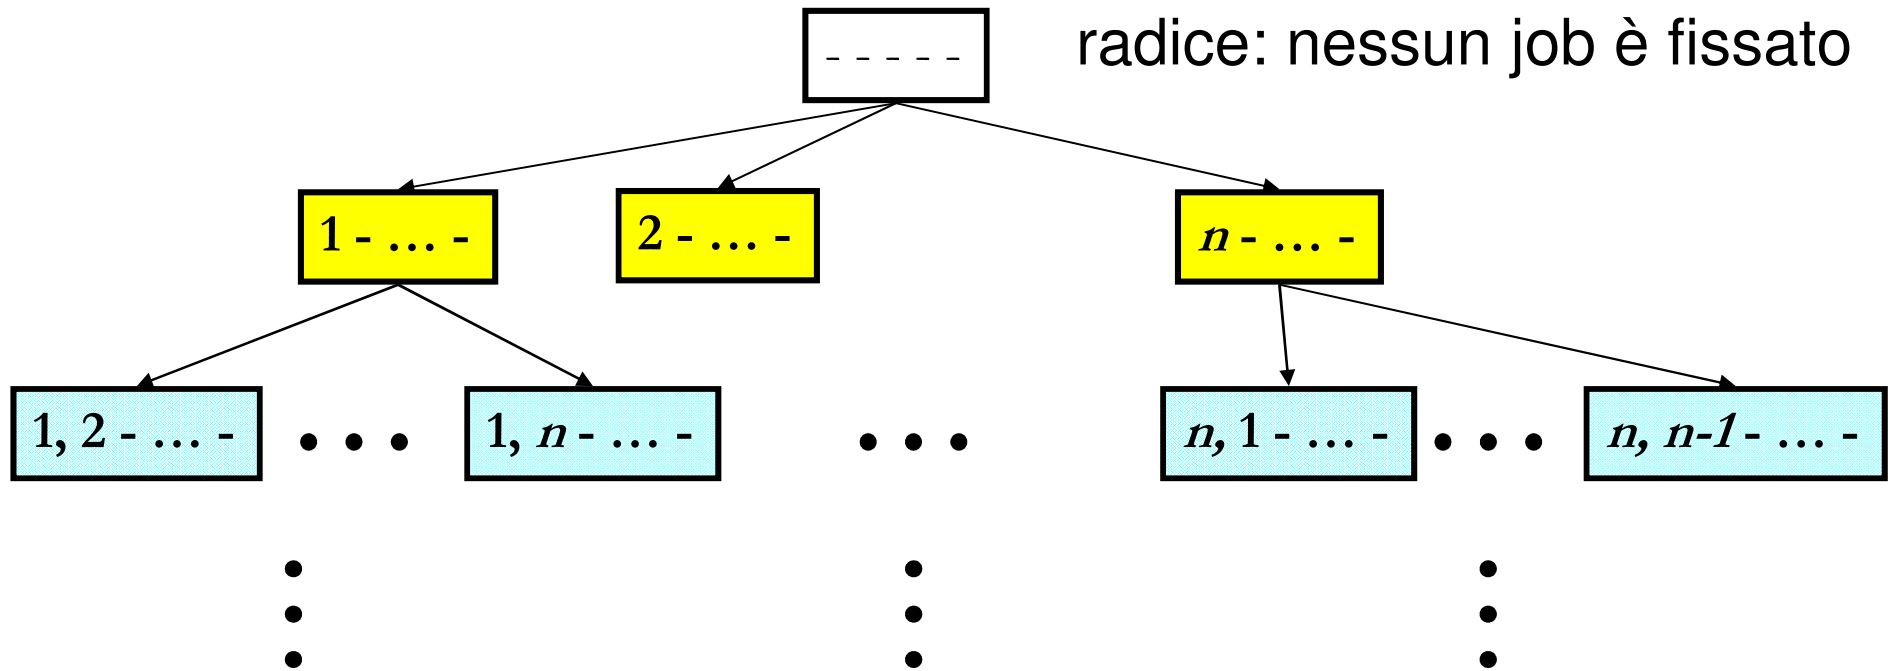 - - - - -
radice: nessun job è fissato
1 - … -
2 - … -
n - … -
1, 2 - … -
1, n - … -
n, 1 - … -
n, n-1 - … -